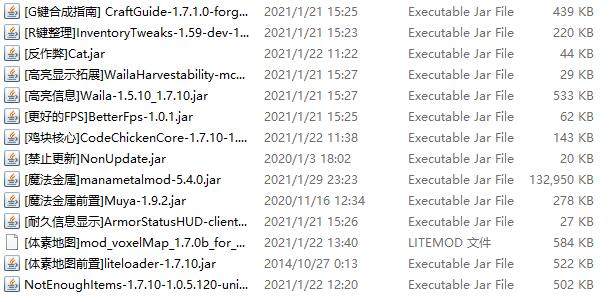 [G键合成指南] CraftGuide-1.7.1.0-forg... 2021/1/21 15:25 Executable Jar File 439 KB
[R键整理]InventoryTweaks-1.59-dev-1... 2021/1/21 15:23 Executable Jar File 220 KB
[反作弊]Cat.jar 2021/1/22 11:22 Executable Jar File 44 KB
[高亮显示拓展]WailaHarvestability-mc... 2021/1/21 15:27 Executable Jar File 29 KB
[高亮信息]Waila-1.5.10_1.7.10.jar 2021/1/21 15:27 Executable Jar File 533 KB
[更好的FPS]BetterFps-1.0.1.jar 2021/1/21 15:27 Executable Jar File 62 KB
[鸡块核心]CodeChickenCore-1.7.10-1.... 2021/1/22 11:38 Executable Jar File 143 KB
[禁止更新]NonUpdate.jar 2020/1/3 18:02 Executable Jar File 20 KB
[魔法金属]manametalmod-5.4.0.jar 2021/1/29 23:23 Executable Jar File 132,950 KB
[魔法金属前置]Muya-1.9.2.jar 2020/11/16 12:34 Executable Jar File 278 KB
[耐久信息显示]ArmorStatusHUD-client... 2021/1/21 15:26 Executable Jar File 27 KB
[体素地图]mod_voxelMap_1.7.0b_for_... 2021/1/22 13:40 LITEMOD 文件 584 KB
[体素地图前置]liteloader-1.7.10.jar 2014/10/27 0:13 Executable Jar File 522 KB
NotEnoughItems-1.7.10-1.0.5.120-uni... 2021/1/22 12:20 Executable Jar File 502 KB